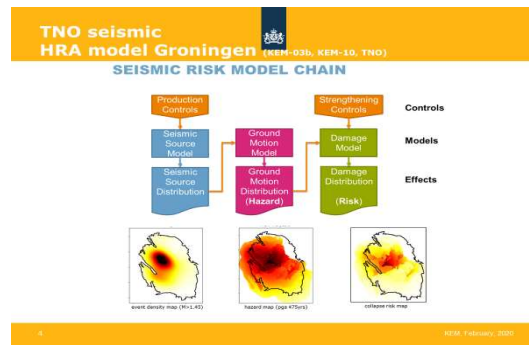 TNO seismic
HRA model Groningen (KEM-03b, KEM-10, TNO)
SEISMIC RISK MODEL CHAIN
Production
Controls
Strengthening
Controls
Controls
Seismic
Source
Model
Ground
Motion
Model
Damage
Model
Models
Seismic
Source
Distribution
Ground
Motion
Distribution
(Hazard)
Damage
Distribution
(Risk)
Effects
event density map (M>1.45)
hazard map (pga 475yrs)
collapse risk map
4
KEM, February, 2020